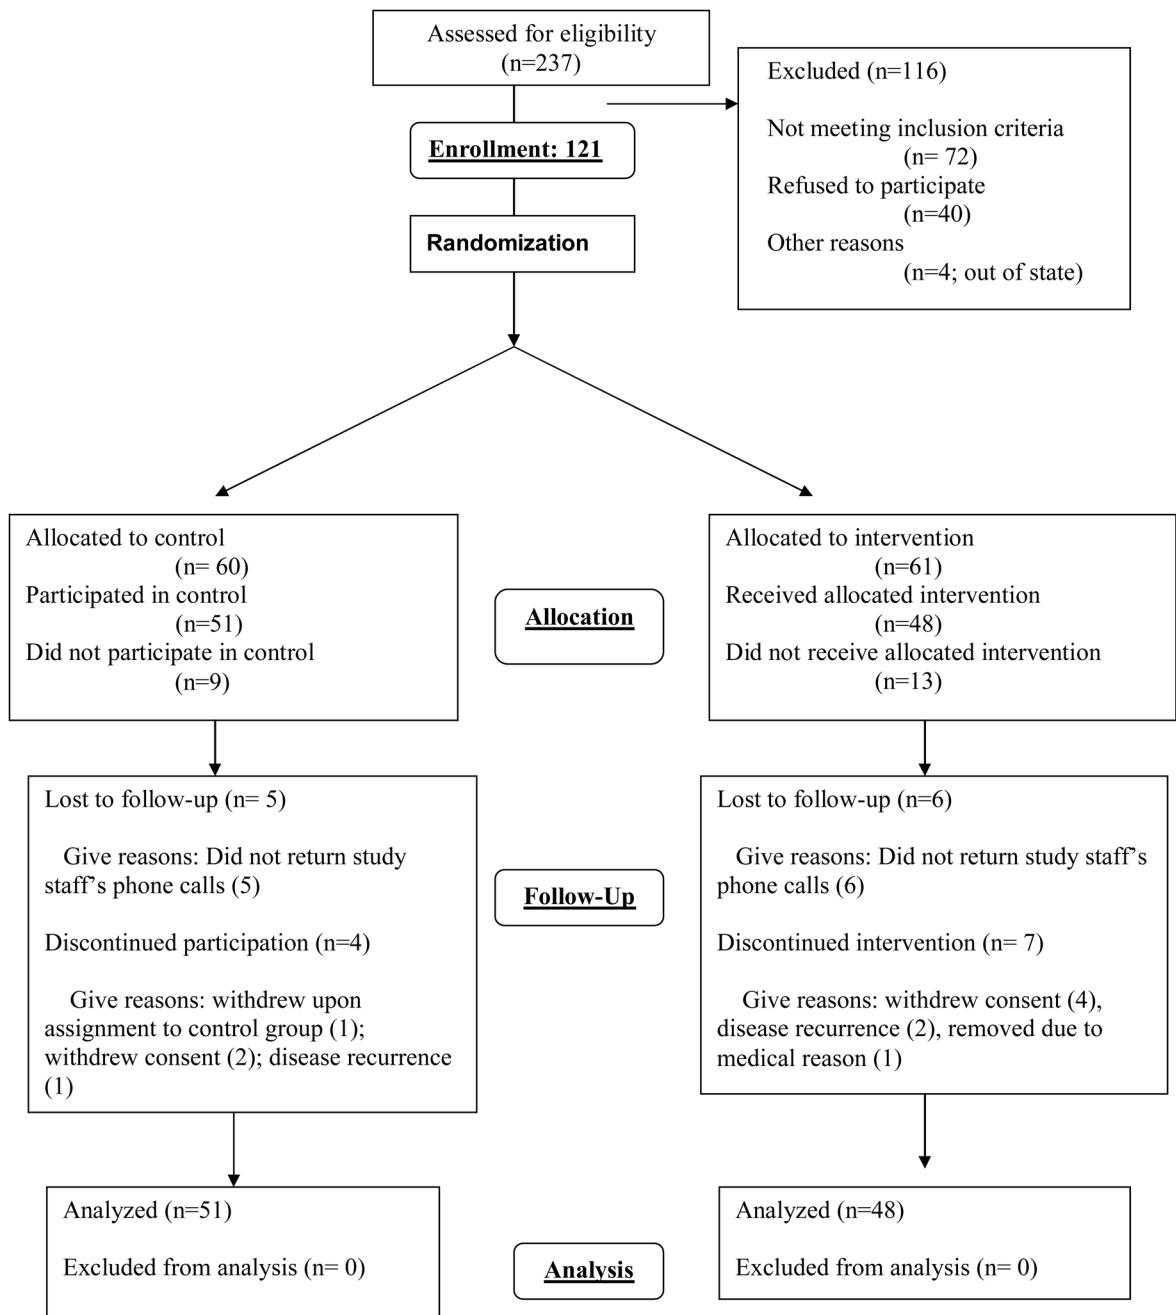 Assessed for eligibility
(n=237)
Excluded (n=116)
Not meeting inclusion criteria
(n= 72)
Refused to participate
(n=40)
Other reasons
(n=4; out of state)
Enrollment: 121
Randomization
Allocated to control
(n= 60)
Participated in control
(n=51)
Did not participate in control
(n=9)
Allocation
Allocated to intervention
(n=61)
Received allocated intervention
(n=48)
Did not receive allocated intervention
(n=13)
Lost to follow-up (n= 5)
Give reasons: Did not return study
staff’s phone calls (5)
Discontinued participation (n=4)
Give reasons: withdrew upon
assignment to control group (1);
withdrew consent (2); disease recurrence
(1)
Follow-Up
Lost to follow-up (n=6)
Give reasons: Did not return study staff’s
phone calls (6)
Discontinued intervention (n= 7)
Give reasons: withdrew consent (4),
disease recurrence (2), removed due to
medical reason (1)
Analyzed (n=51)
Excluded from analysis (n= 0)
Analysis
Analyzed (n=48)
Excluded from analysis (n= 0)